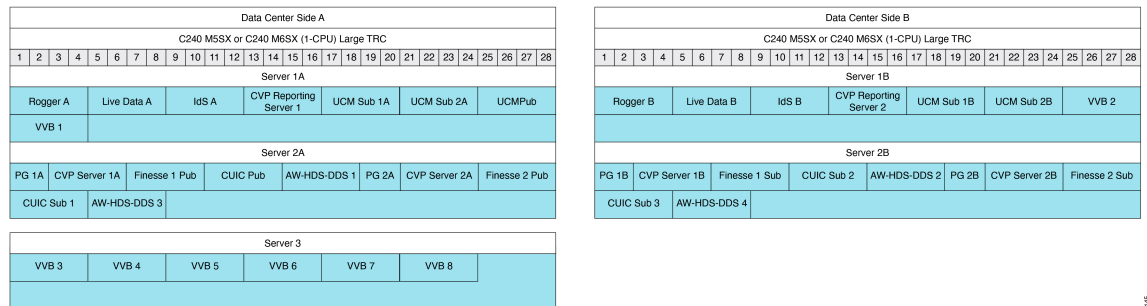 Data Center Side A
C240 M5SX or C240 M6SX (1-CPU) Large TRC
1 2 3 4 5 6 7 8 9 10 11 12 13 14 15 16 17 18 19 20 21 22 23 24 25 26 27 28
Server 1A
Rogger A Live Data A IdS A CVP Reporting Server 1 UCM Sub 1A UCM Sub 2A UCMPub
VVB 1
Server 2A
PG 1A CVP Server 1A Finesse 1 Pub CUIC Pub AW-HDS-DDS 1 PG 2A CVP Server 2A Finesse 2 Pub
CUIC Sub 1 AW-HDS-DDS 3
Server 3
VVB 3 VVB 4 VVB 5 VVB 6 VVB 7 VVB 8
Data Center Side B
C240 M5SX or C240 M6SX (1-CPU) Large TRC
1 2 3 4 5 6 7 8 9 10 11 12 13 14 15 16 17 18 19 20 21 22 23 24 25 26 27 28
Server 1B
Rogger B Live Data B IdS B CVP Reporting Server 2 UCM Sub 1B UCM Sub 2B VVB 2
Server 2B
PG 1B CVP Server 1B Finesse 1 Sub CUIC Sub 2 AW-HDS-DDS 2 PG 2B CVP Server 2B Finesse 2 Sub
CUIC Sub 3 AW-HDS-DDS 4